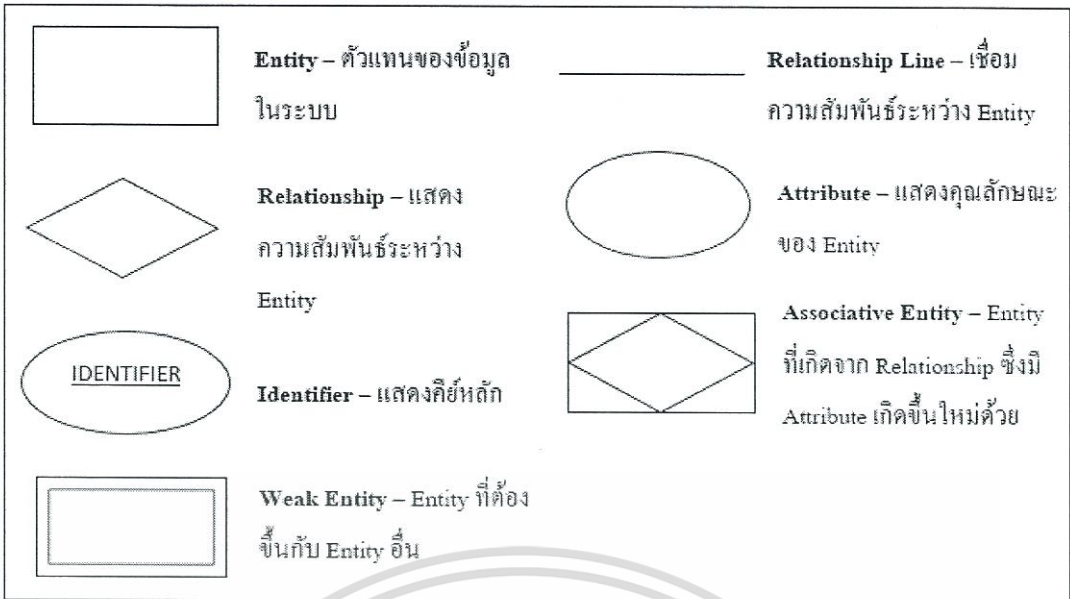 Entity – ตัวแทนของข้อมูล
ในระบบ
Relationship Line – เชื่อม
ความสัมพันธ์ระหว่าง Entity
Relationship – แสดง
ความสัมพันธ์ระหว่าง
Entity
Attribute – แสดงคุณลักษณะ
ของ Entity
IDENTIFIER
Identifier – แสดงคีย์หลัก
Associative Entity – Entity
ที่เกิดจาก Relationship ซึ่งมี
Attribute เกิดขึ้นใหม่ด้วย
Weak Entity – Entity ที่ต้อง
ขึ้นกับ Entity อื่น